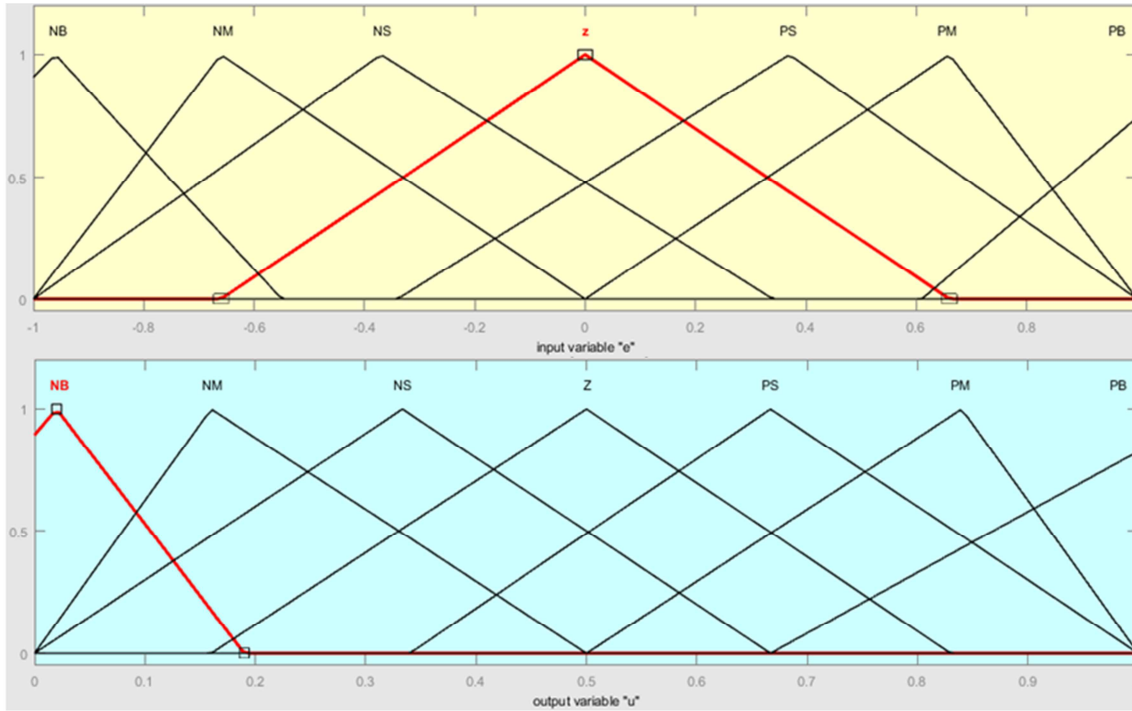 NB NM NS z PS PM PB
1
0.5
0
-1 -0.8 -0.6 -0.4 -0.2 0 0.2 0.4 0.6 0.8
input variable "e"
NB NM NS Z PS PM PB
1
0.5
0
0 0.1 0.2 0.3 0.4 0.5 0.6 0.7 0.8 0.9
output variable "u"